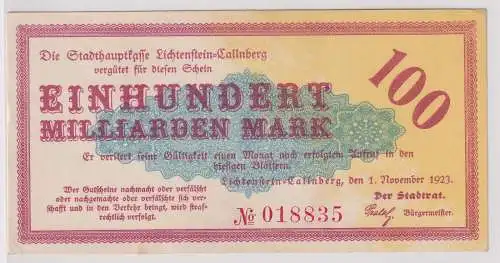 Die Stadthauptkasse Lichtenstein-Callnberg
vergütet für diesen Schein
100
EINHUNDERT
MILLIARDEN MARK
Er verliert seine Gültigkeit einen Monat nach erfolgtem Aufruf in den
hiesigen Blättern.
Lichtenstein-Callnberg, den 1. November 1923.
Wer Gutscheine nachmacht oder verfälscht
oder nachgemachte oder verfälschte sich ver-
schafft und in den Verkehr bringt, wird straf-
rechtlich verfolgt.
Der Stadtrat.
Bürgermeister.
№ 018835